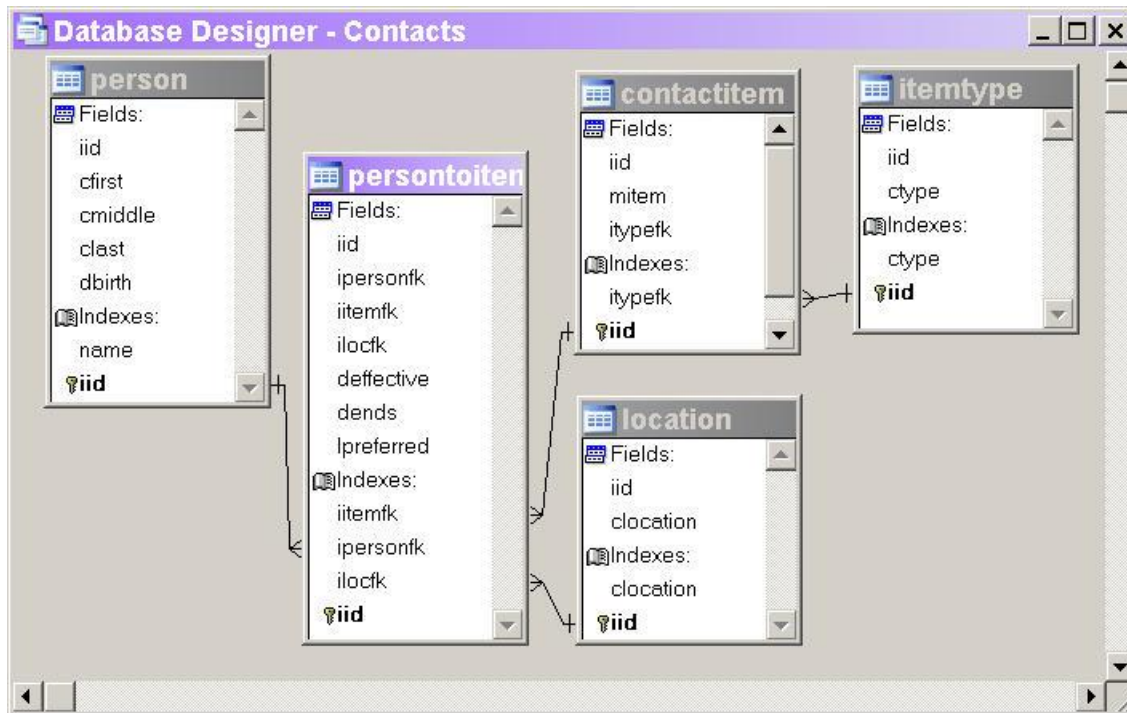 Database Designer - Contacts
person
Fields:
iid
cfirst
cmiddle
clast
dbirth
Indexes:
name
iid
persontoiten
Fields:
iid
ipersonfk
iitemfk
ilocfk
deffective
dends
lpreferred
Indexes:
iitemfk
ipersonfk
ilocfk
iid
contactitem
Fields:
iid
mitem
itypefk
Indexes:
itypefk
iid
location
Fields:
iid
clocation
Indexes:
clocation
iid
itemtype
Fields:
iid
ctype
Indexes:
ctype
iid